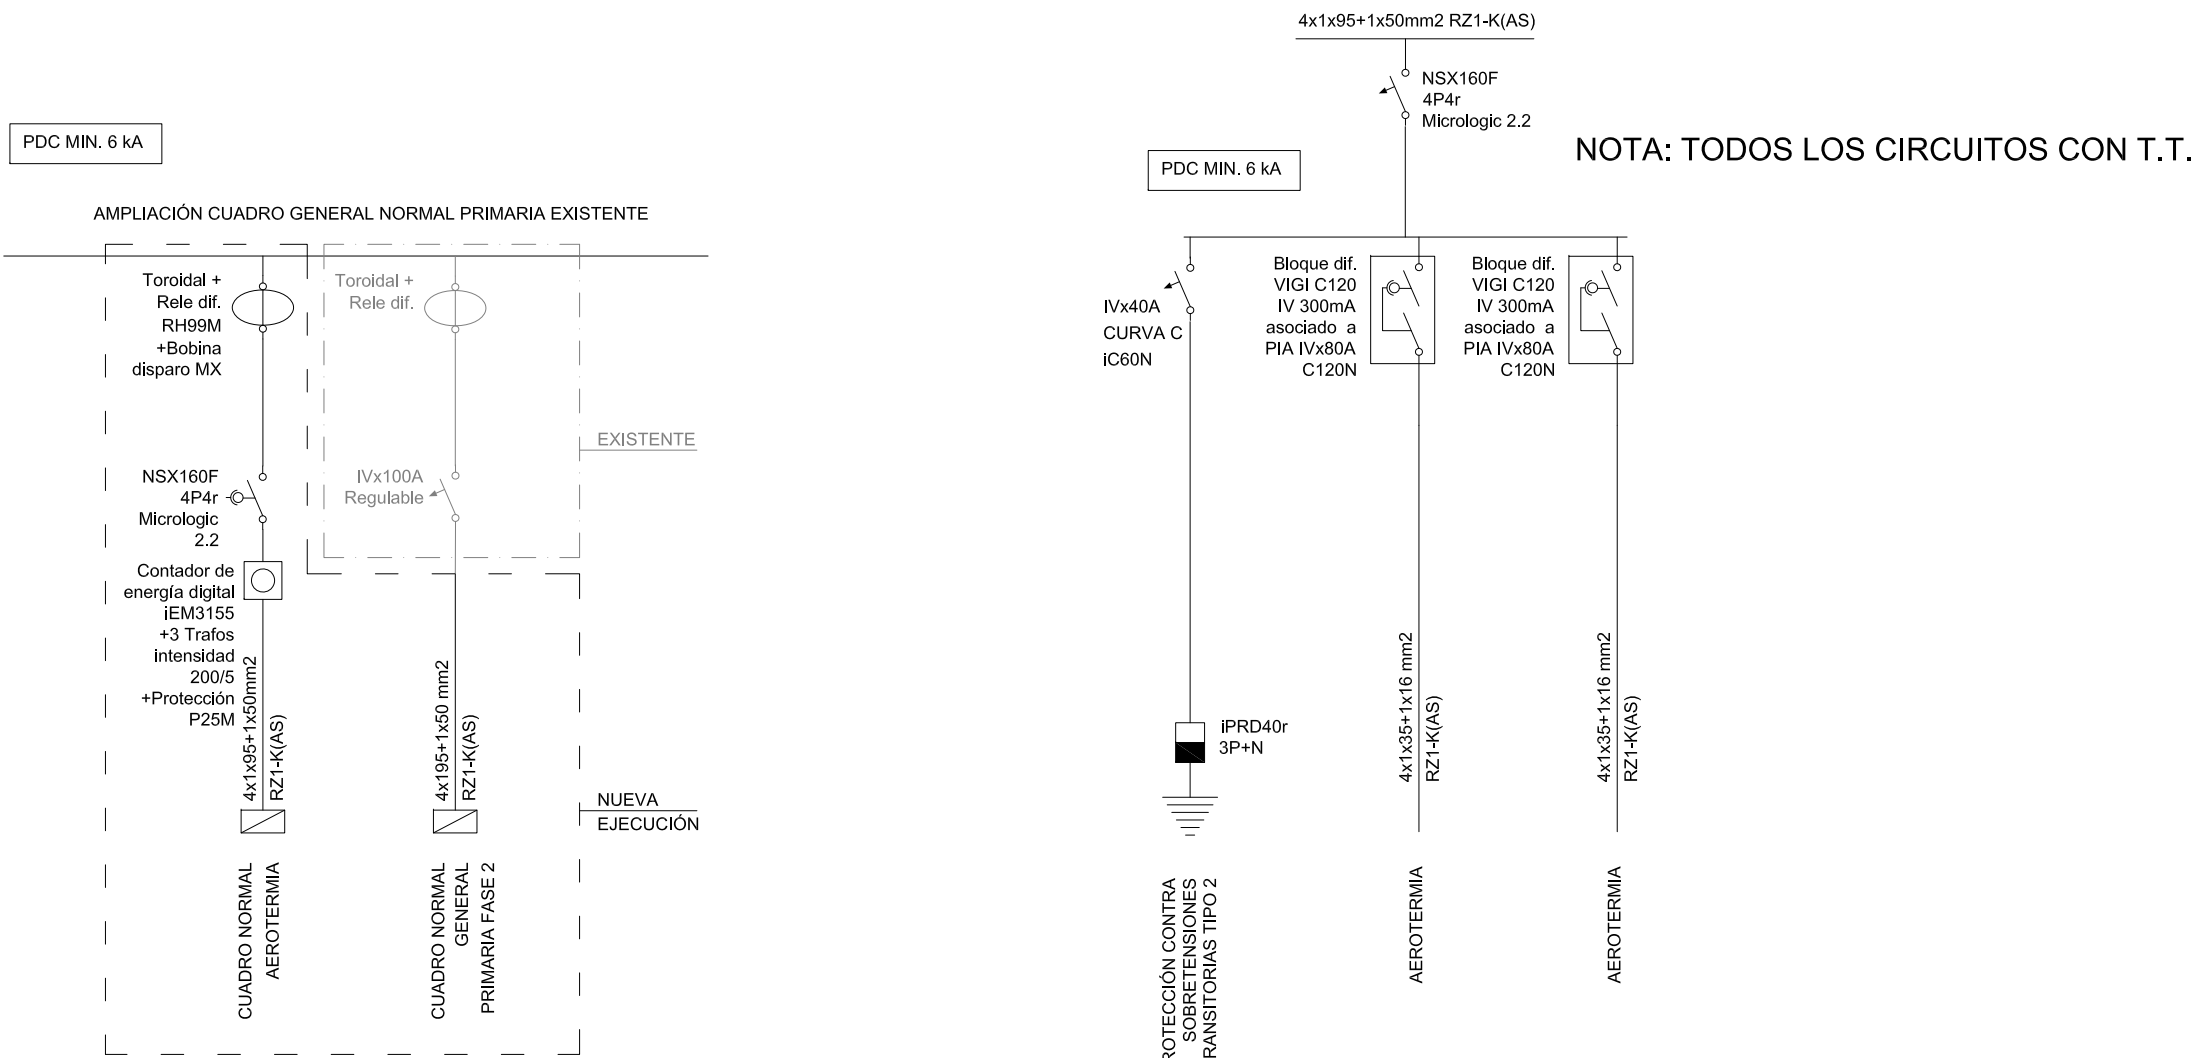 PDC MIN. 6 kA
AMPLIACIÓN CUADRO GENERAL NORMAL PRIMARIA EXISTENTE
Toroidal +
Rele dif.
RH99M
+Bobina
disparo MX
Toroidal +
Rele dif.
EXISTENTE
NSX160F
4P4r
Micrologic
2.2
IVx100A
Regulable
Contador de
energía digital
iEM3155
+3 Trafos
intensidad
200/5
+Protección
P25M
4x1x95+1x50mm2
RZ1-K(AS)
4x195+1x50 mm2
RZ1-K(AS)
NUEVA
EJECUCIÓN
CUADRO NORMAL
AEROTERMIA
CUADRO NORMAL
GENERAL
PRIMARIA FASE 2
4x1x95+1x50mm2 RZ1-K(AS)
NSX160F
4P4r
Micrologic 2.2
NOTA: TODOS LOS CIRCUITOS CON T.T.
PDC MIN. 6 kA
IVx40A
CURVA C
iC60N
Bloque dif.
VIGI C120
IV 300mA
asociado a
PIA IVx80A
C120N
Bloque dif.
VIGI C120
IV 300mA
asociado a
PIA IVx80A
C120N
iPRD40r
3P+N
4x1x35+1x16 mm2
RZ1-K(AS)
4x1x35+1x16 mm2
RZ1-K(AS)
ROTECCIÓN CONTRA
SOBRETENSIONES
RANSITORIAS TIPO 2
AEROTERMIA
AEROTERMIA